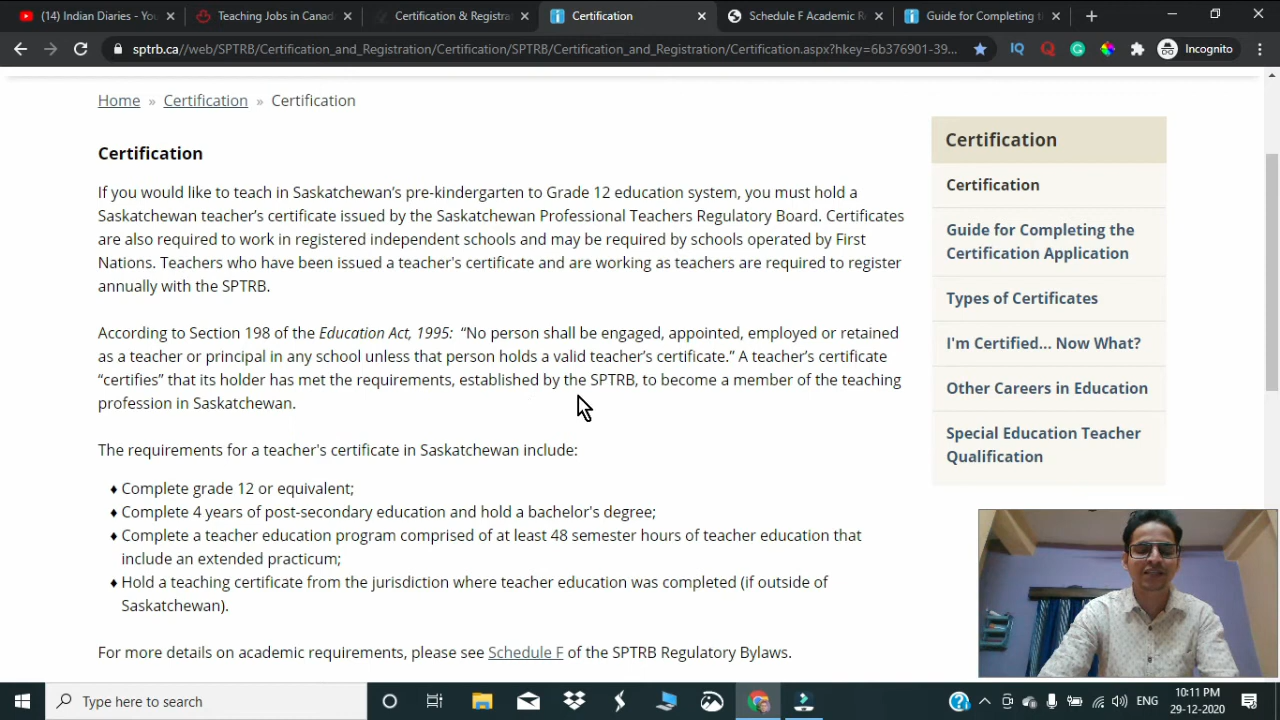 (14) Indian Diaries - You
Teaching Jobs in Canad
Certification & Registra
Certification
Schedule F Academic R
Guide for Completing t
sptrb.ca//web/SPTRB/Certification_and_Registration/Certification/SPTRB/Certification_and_Registration/Certification.aspx?hkey=6b376901-39...
Incognito
Home » Certification » Certification
Certification
If you would like to teach in Saskatchewan’s pre-kindergarten to Grade 12 education system, you must hold a
Saskatchewan teacher’s certificate issued by the Saskatchewan Professional Teachers Regulatory Board. Certificates
are also required to work in registered independent schools and may be required by schools operated by First
Nations. Teachers who have been issued a teacher's certificate and are working as teachers are required to register
annually with the SPTRB.
According to Section 198 of the Education Act, 1995: “No person shall be engaged, appointed, employed or retained
as a teacher or principal in any school unless that person holds a valid teacher’s certificate.” A teacher’s certificate
“certifies” that its holder has met the requirements, established by the SPTRB, to become a member of the teaching
profession in Saskatchewan.
The requirements for a teacher's certificate in Saskatchewan include:
♦ Complete grade 12 or equivalent;
♦ Complete 4 years of post-secondary education and hold a bachelor's degree;
♦ Complete a teacher education program comprised of at least 48 semester hours of teacher education that
include an extended practicum;
♦ Hold a teaching certificate from the jurisdiction where teacher education was completed (if outside of
Saskatchewan).
For more details on academic requirements, please see Schedule F of the SPTRB Regulatory Bylaws.
Certification
Certification
Guide for Completing the
Certification Application
Types of Certificates
I'm Certified... Now What?
Other Careers in Education
Special Education Teacher
Qualification
Type here to search
ENG
10:11 PM
29-12-2020